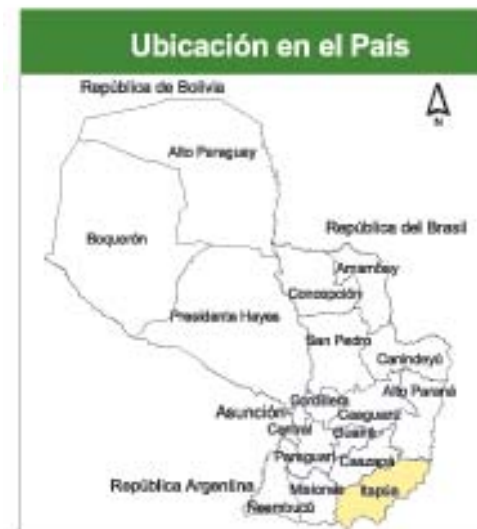 Ubicación en el País
República de Bolivia
N
Alto Paraguay
República del Brasil
Boquerón
Amambay
Concepción
Presidente Hayes
San Pedro
Canindeyú
Alto Paraná
Cordillera
Asunción
Caaguazú
Central
Guairá
Paraguarí
Caazapá
República Argentina
Misiones
Itapúa
Ñeembucú